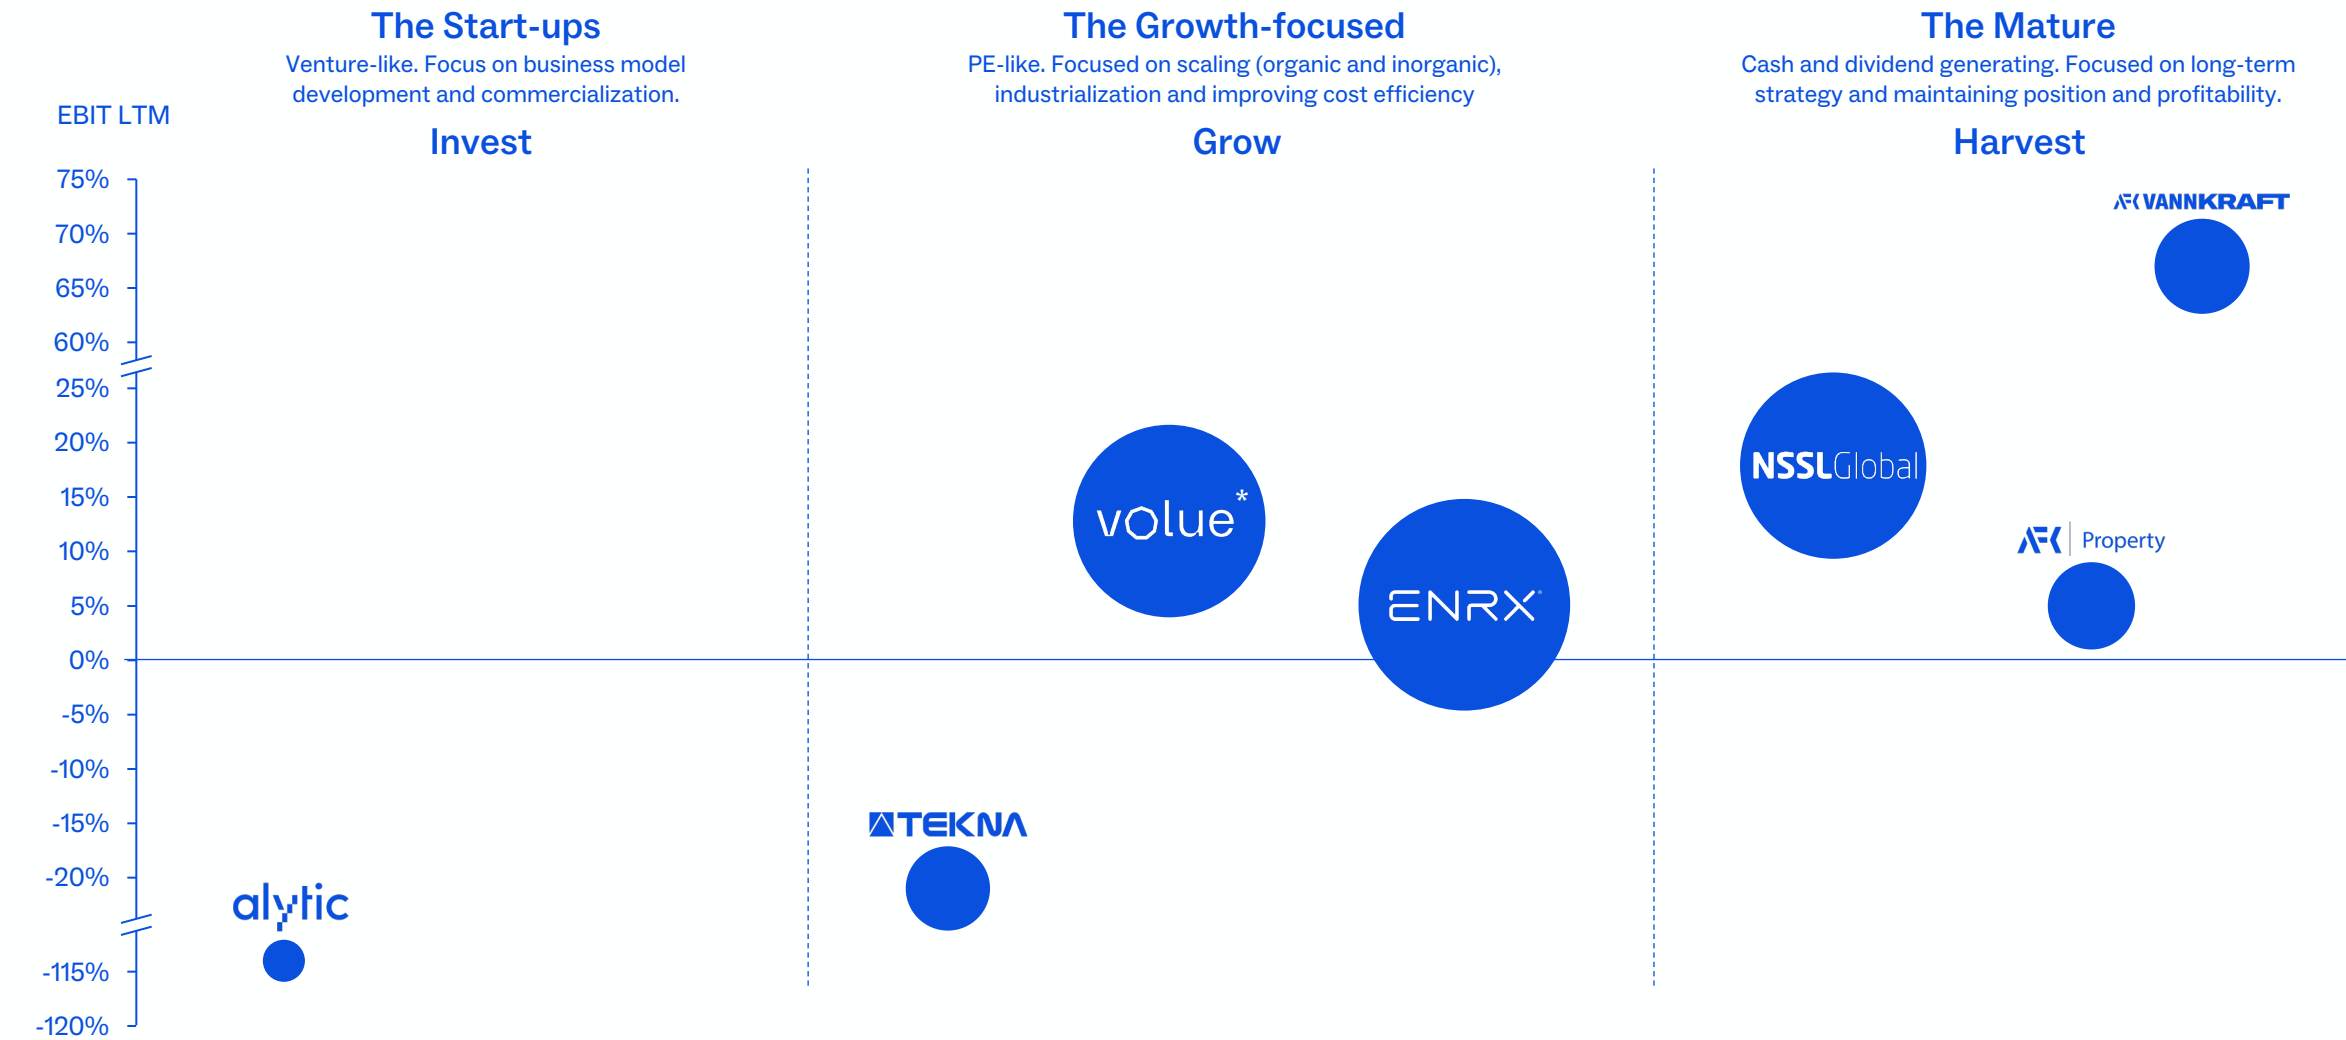 The Start-ups
Venture-like. Focus on business model
development and commercialization.
Invest
The Growth-focused
PE-like. Focused on scaling (organic and inorganic),
industrialization and improving cost efficiency
Grow
The Mature
Cash and dividend generating. Focused on long-term
strategy and maintaining position and profitability.
Harvest
EBIT LTM
75%
70%
65%
60%
25%
20%
15%
10%
5%
0%
-5%
-10%
-15%
-20%
-115%
-120%
alytic
TEKNA
volue*
ENRX
NSSLGlobal
AFK VANNKRAFT
AFK Property